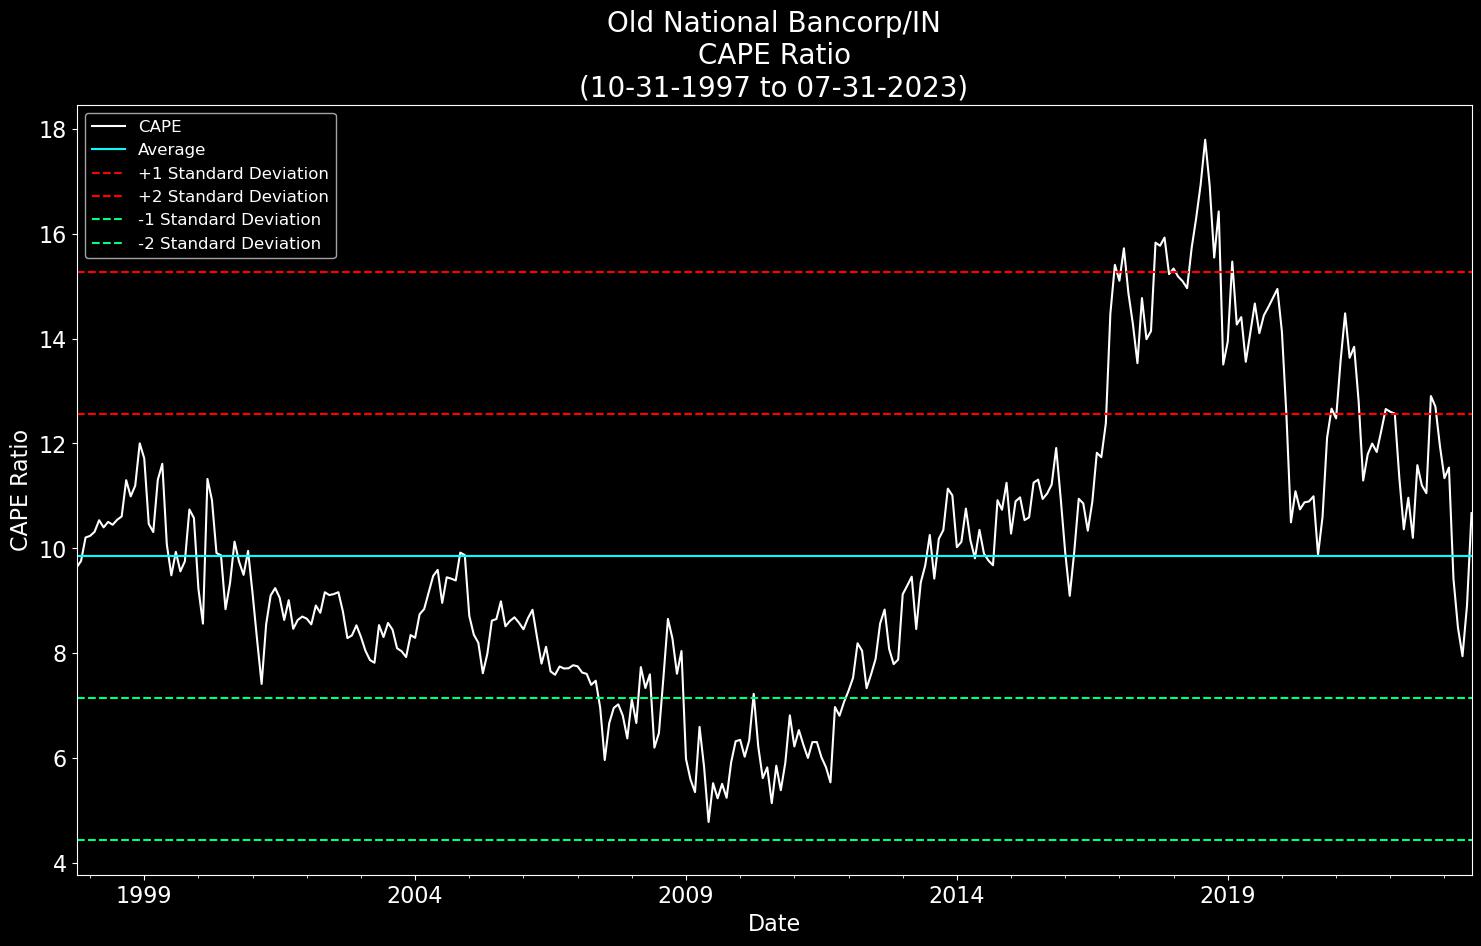 Old National Bancorp/IN
CAPE Ratio
(10-31-1997 to 07-31-2023)
CAPE
Average
+1 Standard Deviation
+2 Standard Deviation
-1 Standard Deviation
-2 Standard Deviation
18
16
14
12
10
8
6
4
CAPE Ratio
1999
2004
2009
2014
2019
Date